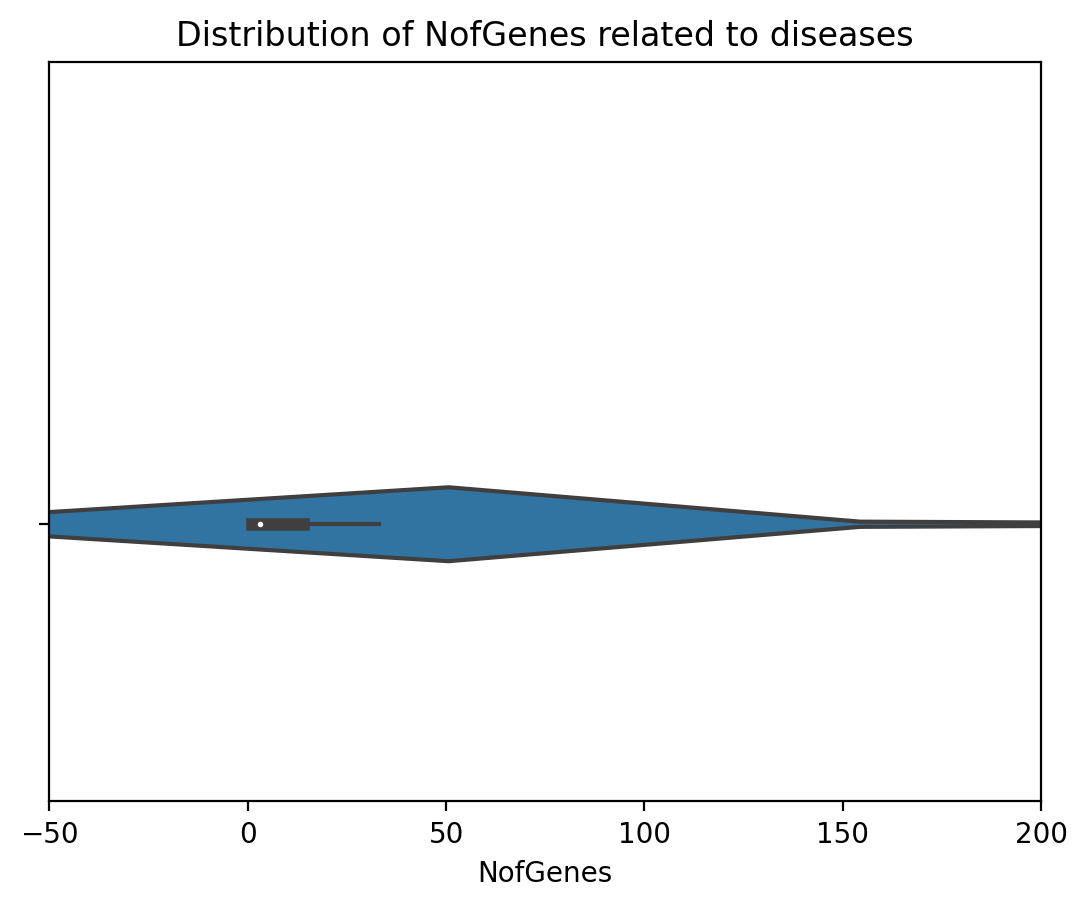 Distribution of NofGenes related to diseases
−50 0 50 100 150 200
NofGenes